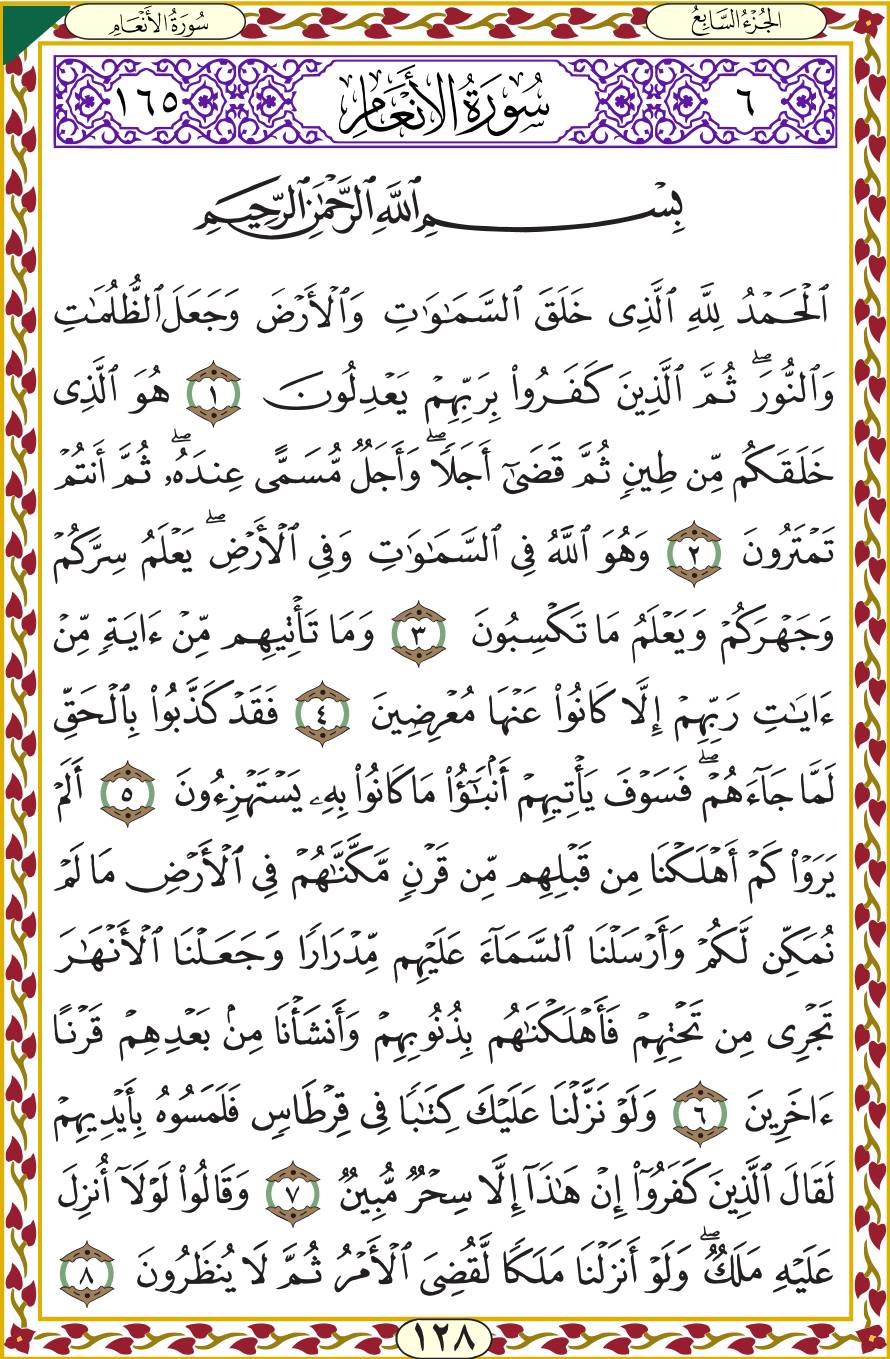 الجُزْءُ السَّابِعُ
سُورَةُ الأَنْعَامِ
٦ سُورَةُ الأَنْعَامِ ١٦٥
بِسْمِ ٱللَّهِ ٱلرَّحْمَٰنِ ٱلرَّحِيمِ
ٱلْحَمْدُ لِلَّهِ ٱلَّذِى خَلَقَ ٱلسَّمَٰوَٰتِ وَٱلْأَرْضَ وَجَعَلَ ٱلظُّلُمَٰتِ
وَٱلنُّورَ ۖ ثُمَّ ٱلَّذِينَ كَفَرُوا۟ بِرَبِّهِمْ يَعْدِلُونَ ١ هُوَ ٱلَّذِى
خَلَقَكُم مِّن طِينٍ ثُمَّ قَضَىٰٓ أَجَلًا ۖ وَأَجَلٌ مُّسَمًّى عِندَهُۥ ۖ ثُمَّ أَنتُمْ
تَمْتَرُونَ ٢ وَهُوَ ٱللَّهُ فِى ٱلسَّمَٰوَٰتِ وَفِى ٱلْأَرْضِ ۖ يَعْلَمُ سِرَّكُمْ
وَجَهْرَكُمْ وَيَعْلَمُ مَا تَكْسِبُونَ ٣ وَمَا تَأْتِيهِم مِّنْ ءَايَةٍ مِّنْ
ءَايَٰتِ رَبِّهِمْ إِلَّا كَانُوا۟ عَنْهَا مُعْرِضِينَ ٤ فَقَدْ كَذَّبُوا۟ بِٱلْحَقِّ
لَمَّا جَآءَهُمْ ۖ فَسَوْفَ يَأْتِيهِمْ أَنۢبَٰٓؤُا۟ مَا كَانُوا۟ بِهِۦ يَسْتَهْزِءُونَ ٥ أَلَمْ
يَرَوْا۟ كَمْ أَهْلَكْنَا مِن قَبْلِهِم مِّن قَرْنٍ مَّكَّنَّٰهُمْ فِى ٱلْأَرْضِ مَا لَمْ
نُمَكِّن لَّكُمْ وَأَرْسَلْنَا ٱلسَّمَآءَ عَلَيْهِم مِّدْرَارًا وَجَعَلْنَا ٱلْأَنْهَٰرَ
تَجْرِى مِن تَحْتِهِمْ فَأَهْلَكْنَٰهُم بِذُنُوبِهِمْ وَأَنشَأْنَا مِنۢ بَعْدِهِمْ قَرْنًا
ءَاخَرِينَ ٦ وَلَوْ نَزَّلْنَا عَلَيْكَ كِتَٰبًا فِى قِرْطَاسٍ فَلَمَسُوهُ بِأَيْدِيهِمْ
لَقَالَ ٱلَّذِينَ كَفَرُوٓا۟ إِنْ هَٰذَآ إِلَّا سِحْرٌ مُّبِينٌ ٧ وَقَالُوا۟ لَوْلَآ أُنزِلَ
عَلَيْهِ مَلَكٌ ۖ وَلَوْ أَنزَلْنَا مَلَكًا لَّقُضِىَ ٱلْأَمْرُ ثُمَّ لَا يُنظَرُونَ ٨
١٢٨